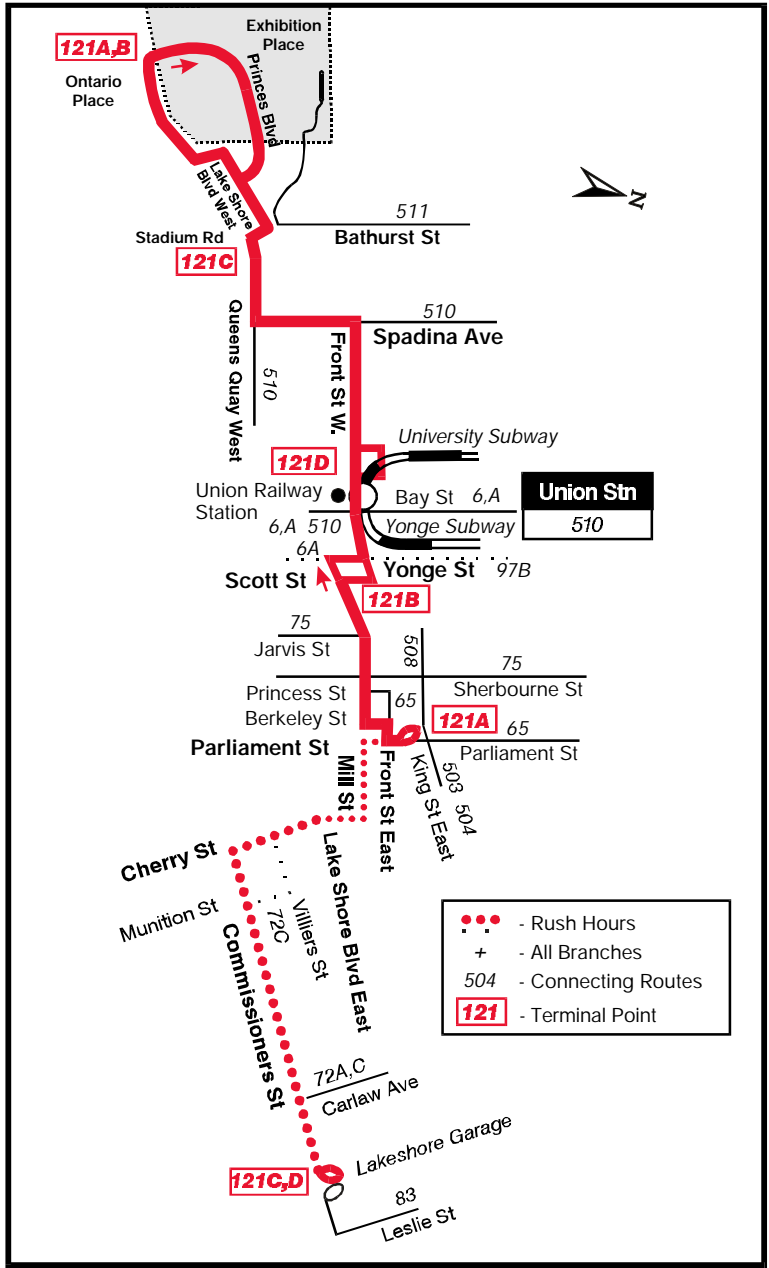 121A,B
Exhibition
Place
Ontario
Place
Princes Blvd
Lake Shore
Blvd West
N
511
Bathurst St
Stadium Rd
121C
510
Spadina Ave
Queens Quay West
510
Front St W.
University Subway
121D
Union Railway
Station
Bay St 6,A
Union Stn
510
6,A 510
Yonge Subway
6A
Yonge St
97B
Scott St
121B
75
Jarvis St
508
75
Sherbourne St
Princess St
65
Berkeley St
121A
65
Parliament St
Parliament St
Mill St
Front St East
King St East
503 504
Cherry St
Lake Shore Blvd East
Villiers St
72C
Munition St
Commissioners St
- Rush Hours
+ - All Branches
504 - Connecting Routes
121 - Terminal Point
72A,C
Carlaw Ave
Lakeshore Garage
121C,D
83
Leslie St